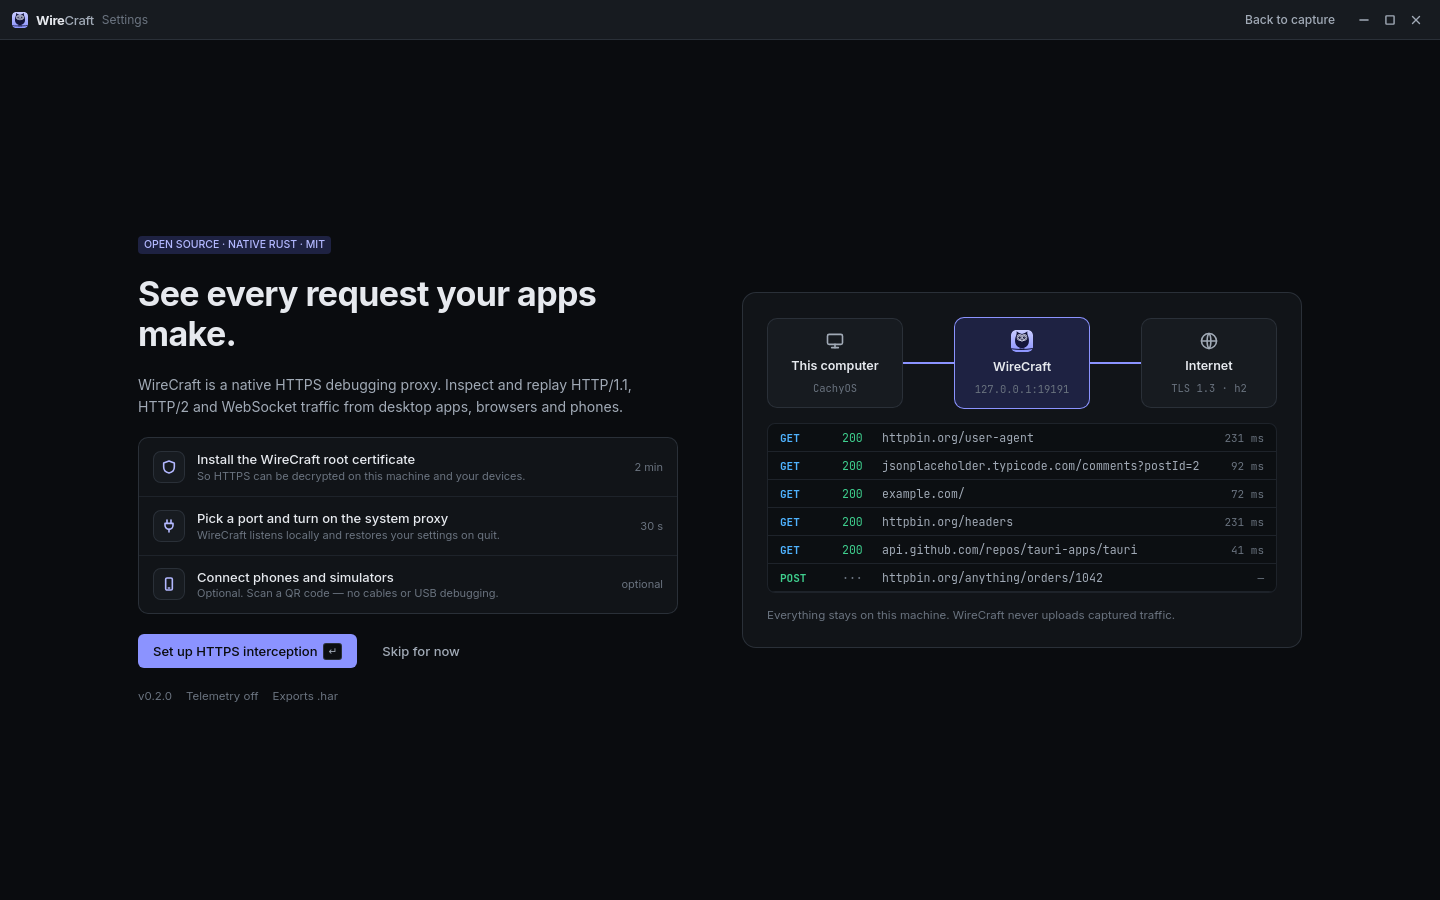 WireCraft Settings
Back to capture
OPEN SOURCE · NATIVE RUST · MIT
See every request your apps
make.
WireCraft is a native HTTPS debugging proxy. Inspect and replay HTTP/1.1,
HTTP/2 and WebSocket traffic from desktop apps, browsers and phones.
Install the WireCraft root certificate
So HTTPS can be decrypted on this machine and your devices.
2 min
Pick a port and turn on the system proxy
WireCraft listens locally and restores your settings on quit.
30 s
Connect phones and simulators
Optional. Scan a QR code — no cables or USB debugging.
optional
Set up HTTPS interception ↵
Skip for now
v0.2.0 Telemetry off Exports .har
This computer
CachyOS
WireCraft
127.0.0.1:19191
Internet
TLS 1.3 · h2
GET 200 httpbin.org/user-agent 231 ms
GET 200 jsonplaceholder.typicode.com/comments?postId=2 92 ms
GET 200 example.com/ 72 ms
GET 200 httpbin.org/headers 231 ms
GET 200 api.github.com/repos/tauri-apps/tauri 41 ms
POST ··· httpbin.org/anything/orders/1042 —
Everything stays on this machine. WireCraft never uploads captured traffic.